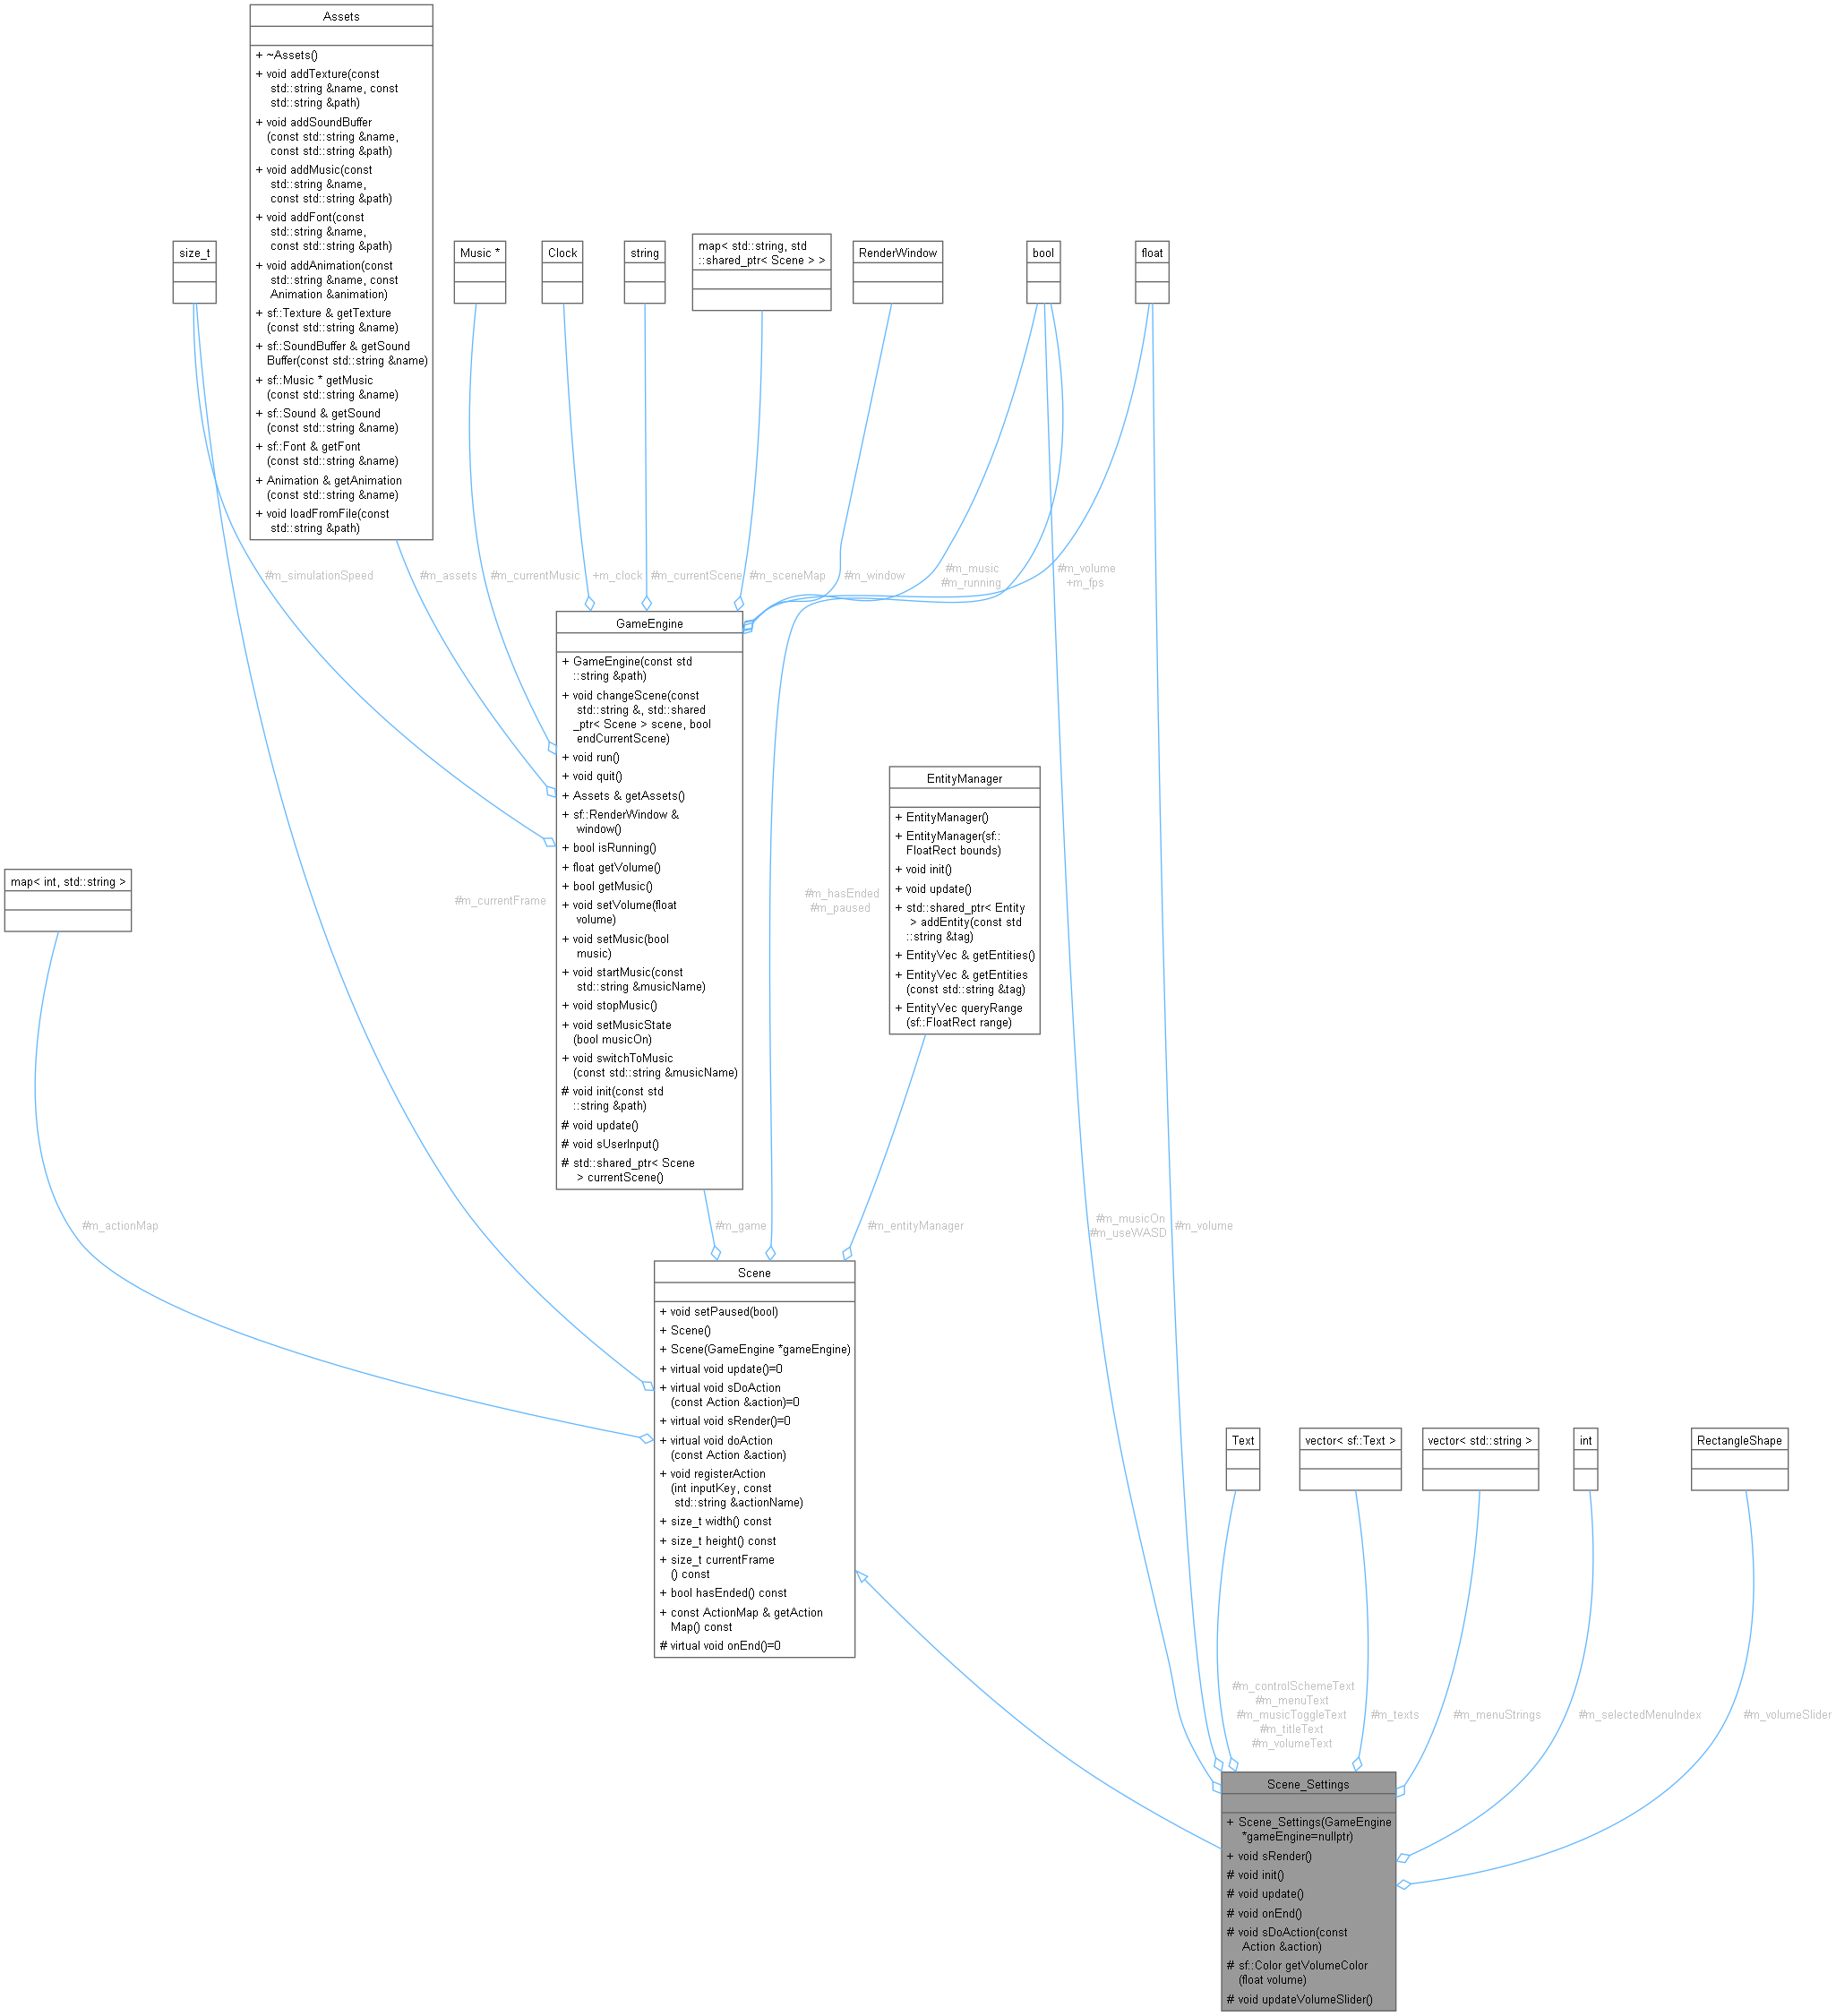 Assets
+ ~Assets()
+ void addTexture(const
std::string &name, const
std::string &path)
+ void addSoundBuffer
(const std::string &name,
const std::string &path)
+ void addMusic(const
std::string &name,
const std::string &path)
+ void addFont(const
std::string &name,
const std::string &path)
+ void addAnimation(const
std::string &name, const
Animation &animation)
+ sf::Texture & getTexture
(const std::string &name)
+ sf::SoundBuffer & getSound
Buffer(const std::string &name)
+ sf::Music * getMusic
(const std::string &name)
+ sf::Sound & getSound
(const std::string &name)
+ sf::Font & getFont
(const std::string &name)
+ Animation & getAnimation
(const std::string &name)
+ void loadFromFile(const
std::string &path)
size_t
Music *
Clock
string
map< std::string, std
::shared_ptr< Scene > >
RenderWindow
bool
float
#m_simulationSpeed
#m_assets
#m_currentMusic
+m_clock
#m_currentScene
#m_sceneMap
#m_window
#m_music
#m_running
#m_volume
+m_fps
GameEngine
+ GameEngine(const std
::string &path)
+ void changeScene(const
std::string &, std::shared
_ptr< Scene > scene, bool
endCurrentScene)
+ void run()
+ void quit()
+ Assets & getAssets()
+ sf::RenderWindow &
window()
+ bool isRunning()
+ float getVolume()
+ bool getMusic()
+ void setVolume(float
volume)
+ void setMusic(bool
music)
+ void startMusic(const
std::string &musicName)
+ void stopMusic()
+ void setMusicState
(bool musicOn)
+ void switchToMusic
(const std::string &musicName)
# void init(const std
::string &path)
# void update()
# void sUserInput()
# std::shared_ptr< Scene
> currentScene()
EntityManager
+ EntityManager()
+ EntityManager(sf::
FloatRect bounds)
+ void init()
+ void update()
+ std::shared_ptr< Entity
> addEntity(const std
::string &tag)
+ EntityVec & getEntities()
+ EntityVec & getEntities
(const std::string &tag)
+ EntityVec queryRange
(sf::FloatRect range)
map< int, std::string >
#m_currentFrame
#m_hasEnded
#m_paused
#m_actionMap
#m_game
#m_entityManager
#m_musicOn
#m_useWASD
#m_volume
Scene
+ void setPaused(bool)
+ Scene()
+ Scene(GameEngine *gameEngine)
+ virtual void update()=0
+ virtual void sDoAction
(const Action &action)=0
+ virtual void sRender()=0
+ virtual void doAction
(const Action &action)
+ void registerAction
(int inputKey, const
std::string &actionName)
+ size_t width() const
+ size_t height() const
+ size_t currentFrame
() const
+ bool hasEnded() const
+ const ActionMap & getAction
Map() const
# virtual void onEnd()=0
Text
vector< sf::Text >
vector< std::string >
int
RectangleShape
#m_controlSchemeText
#m_menuText
#m_musicToggleText
#m_titleText
#m_volumeText
#m_texts
#m_menuStrings
#m_selectedMenuIndex
#m_volumeSlider
Scene_Settings
+ Scene_Settings(GameEngine
*gameEngine=nullptr)
+ void sRender()
# void init()
# void update()
# void onEnd()
# void sDoAction(const
Action &action)
# sf::Color getVolumeColor
(float volume)
# void updateVolumeSlider()